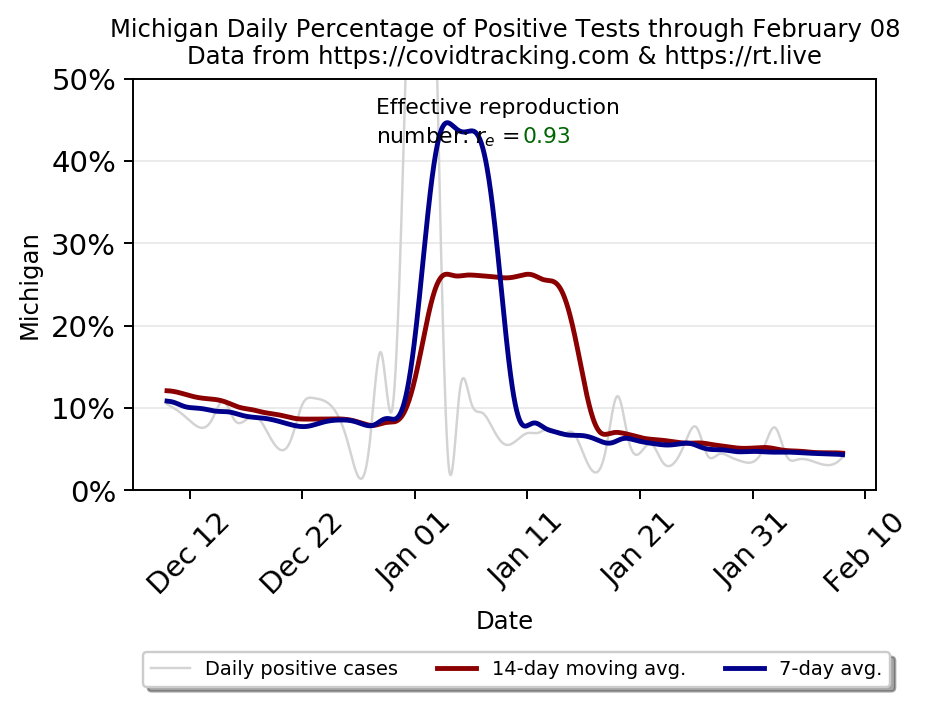 Michigan Daily Percentage of Positive Tests through February 08
Data from https://covidtracking.com & https://rt.live
50%
Effective reproduction
number: rₑ = 0.93
40%
30%
20%
10%
0%
Michigan
Dec 12
Dec 22
Jan 01
Jan 11
Jan 21
Jan 31
Feb 10
Date
Daily positive cases
14-day moving avg.
7-day avg.